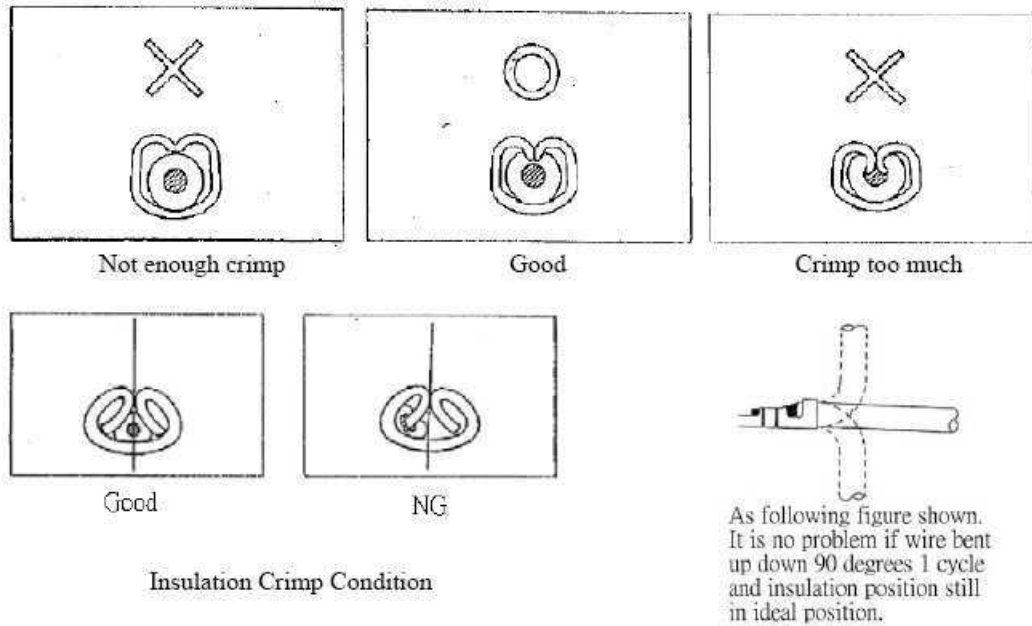 Not enough crimp
Good
Crimp too much
Good
NG
As following figure shown.
It is no problem if wire bent
up down 90 degrees 1 cycle
and insulation position still
in ideal position.
Insulation Crimp Condition